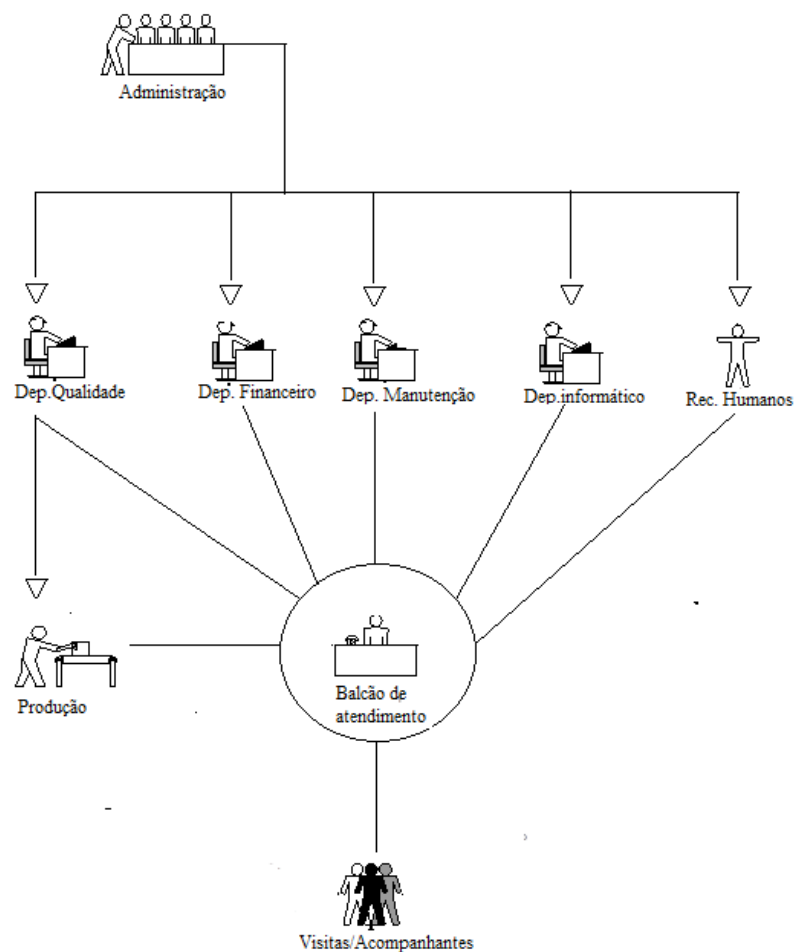 Administração
Dep.Qualidade
Dep. Financeiro
Dep. Manutenção
Dep.informático
Rec. Humanos
Produção
Balcão de
atendimento
Visitas/Acompanhantes